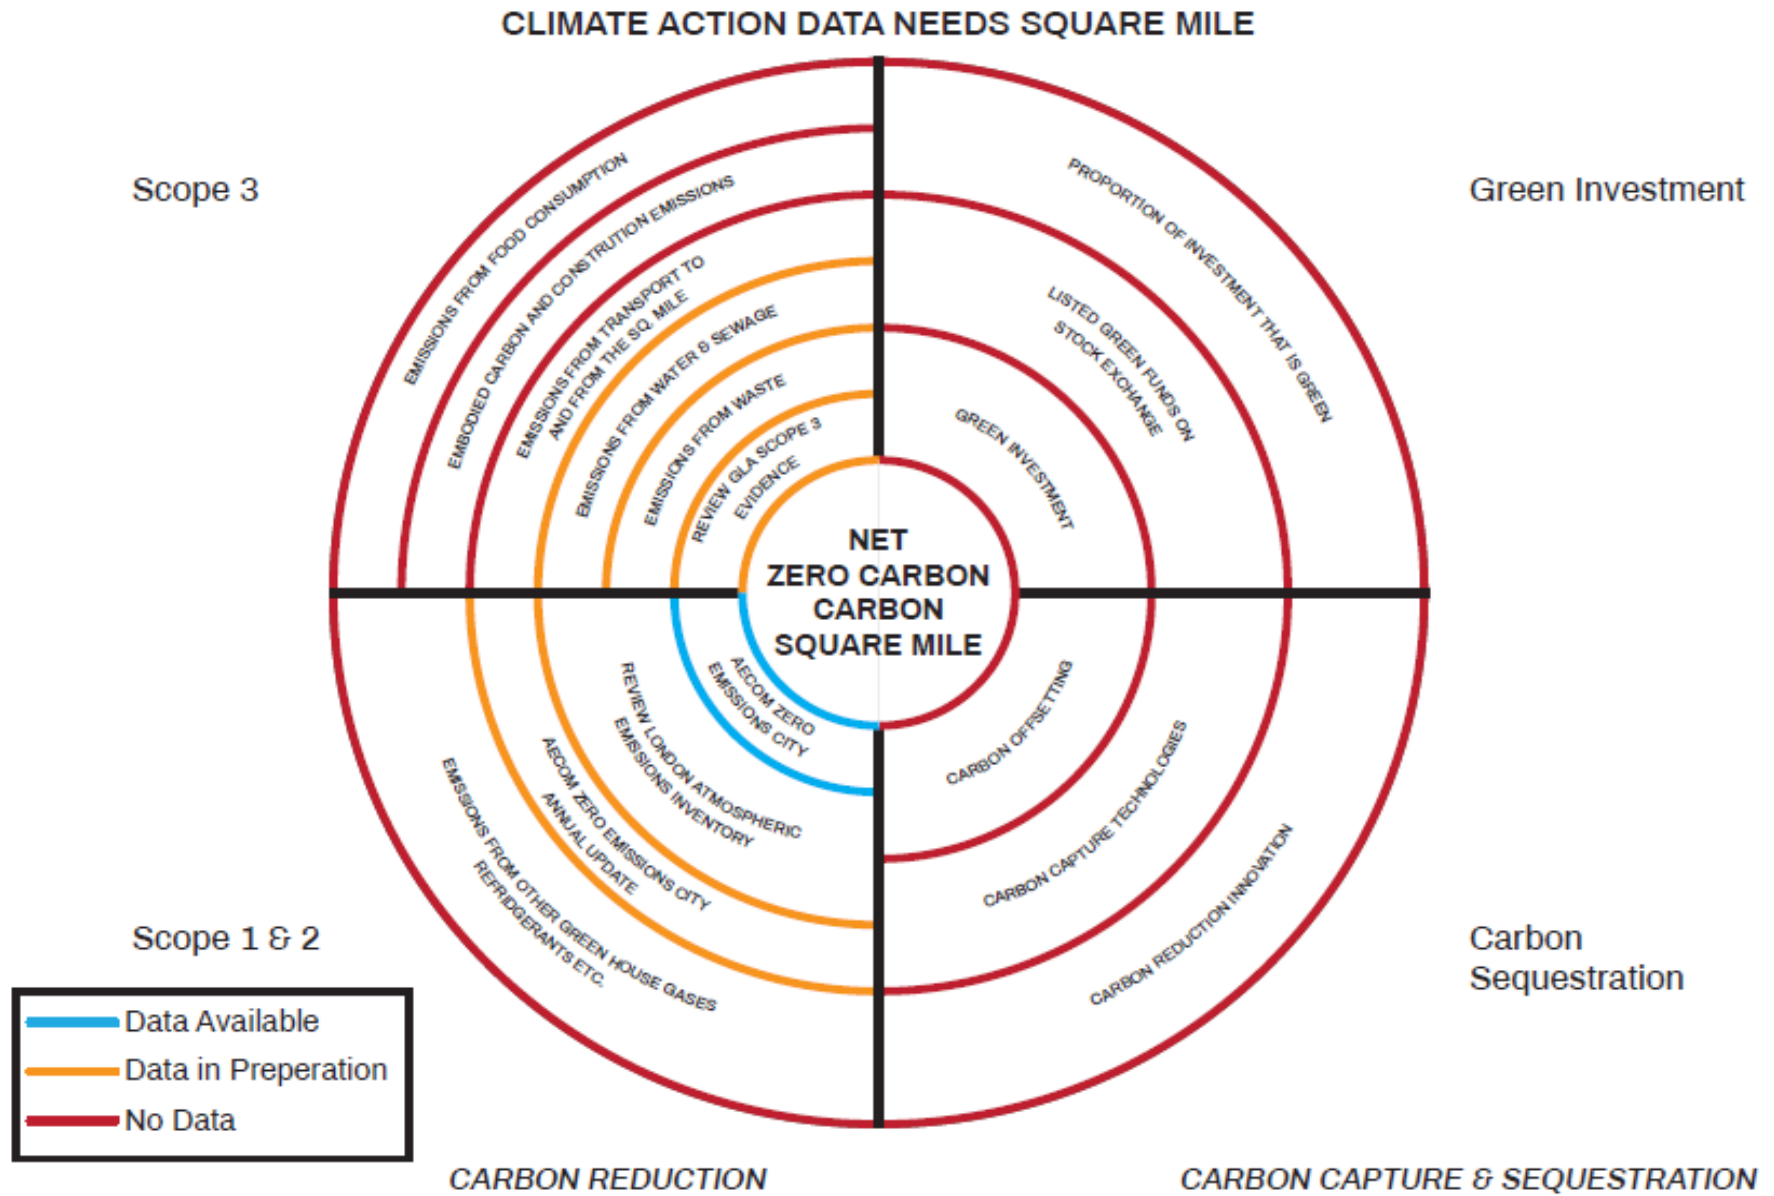 CLIMATE ACTION DATA NEEDS SQUARE MILE
Scope 3
Green Investment
EMISSIONS FROM FOOD CONSUMPTION
EMBODIED CARBON AND CONSTRUTION EMISSIONS
EMISSIONS FROM TRANSPORT TO
AND FROM THE SQ. MILE
EMISSIONS FROM WATER & SEWAGE
EMISSIONS FROM WASTE
REVIEW GLA SCOPE 3
EVIDENCE
PROPORTION OF INVESTMENT THAT IS GREEN
LISTED GREEN FUNDS ON
STOCK EXCHANGE
GREEN INVESTMENT
NET
ZERO CARBON
CARBON
SQUARE MILE
AECOM ZERO
EMISSIONS CITY
REVIEW LONDON ATMOSPHERIC
EMISSIONS INVENTORY
AECOM ZERO EMISSIONS CITY
ANNUAL UPDATE
EMISSIONS FROM OTHER GREEN HOUSE GASES
REFRIDGERANTS ETC.
CARBON OFFSETTING
CARBON CAPTURE TECHNOLOGIES
CARBON REDUCTION INNOVATION
Scope 1 & 2
Carbon
Sequestration
Data Available
Data in Preperation
No Data
CARBON REDUCTION
CARBON CAPTURE & SEQUESTRATION